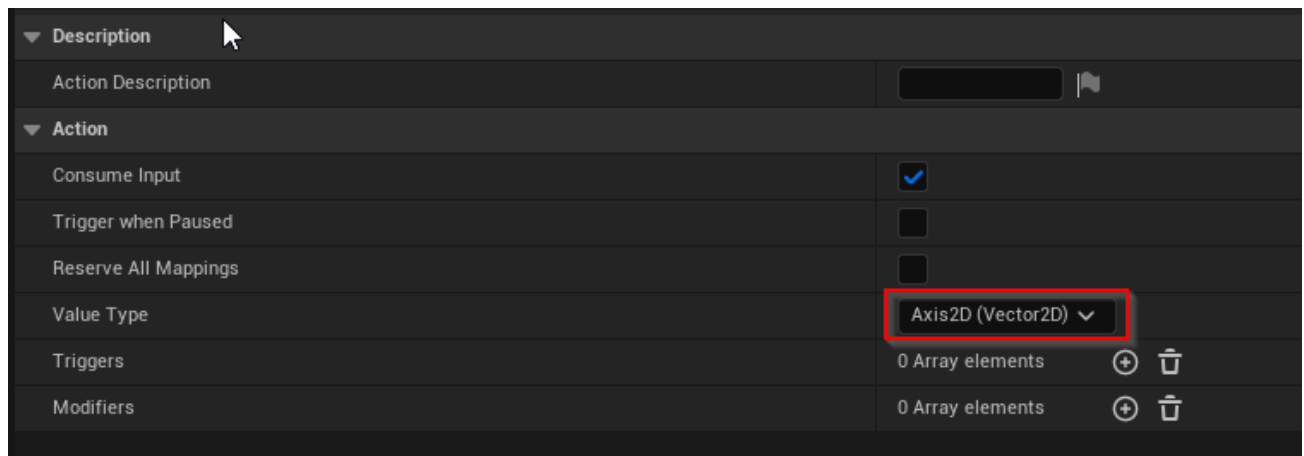 Description
Action Description
Action
Consume Input
Trigger when Paused
Reserve All Mappings
Value Type Axis2D (Vector2D)
Triggers 0 Array elements
Modifiers 0 Array elements